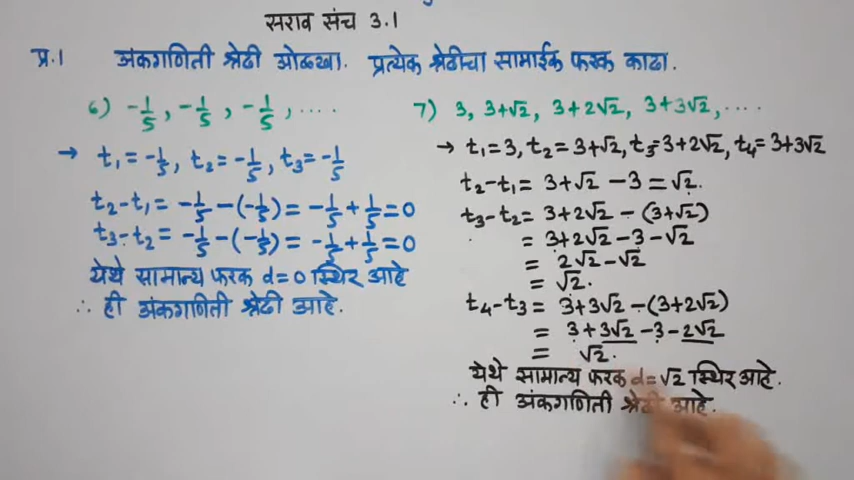 सराव संच 3.1
प्र.1 अंकगणिती श्रेढी ओळखा. प्रत्येक श्रेढीचा सामाईक फरक काढा.
6) -1/5, -1/5, -1/5, ....
→ t₁ = -1/5, t₂ = -1/5, t₃ = -1/5
t₂-t₁ = -1/5 - (-1/5) = -1/5 + 1/5 = 0
t₃-t₂ = -1/5 - (-1/5) = -1/5 + 1/5 = 0
येथे सामान्य फरक d=0 स्थिर आहे
∴ ही अंकगणिती श्रेढी आहे.
7) 3, 3+√2, 3+2√2, 3+3√2, ....
→ t₁=3, t₂=3+√2, t₃=3+2√2, t₄=3+3√2
t₂-t₁ = 3+√2 - 3 = √2.
t₃-t₂ = 3+2√2 - (3+√2)
= 3+2√2 - 3 - √2
= 2√2 - √2
= √2.
t₄-t₃ = 3+3√2 - (3+2√2)
= 3+3√2 - 3 - 2√2
= √2.
येथे सामान्य फरक d=√2 स्थिर आहे.
∴ ही अंकगणिती श्रेढी आहे.